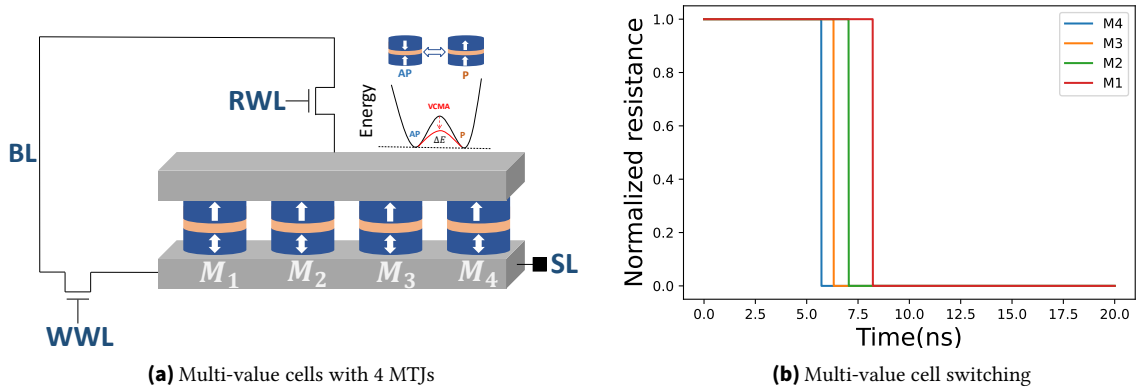 AP
P
Energy
VCMA
AP
P
ΔE
RWL
BL
M₁
M₂
M₃
M₄
SL
WWL
(a) Multi-value cells with 4 MTJs
Normalized resistance
1.0
0.8
0.6
0.4
0.2
0.0
M4
M3
M2
M1
0.0 2.5 5.0 7.5 10.0 12.5 15.0 17.5 20.0
Time(ns)
(b) Multi-value cell switching